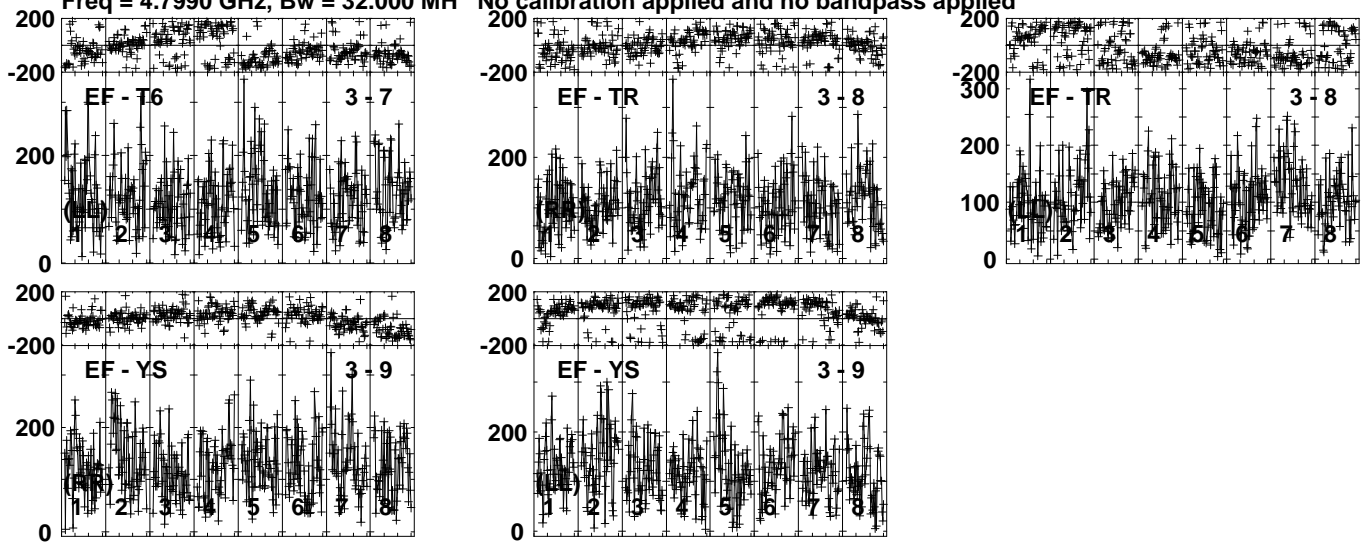 Freq = 4.7990 GHz, Bw = 32.000 MH No calibration applied and no bandpass applied
200
-200
EF - T6 3 - 7
200
(LL)
1 2 3 4 5 6 7 8
0
200
-200
EF - TR 3 - 8
200
(RR)
1 2 3 4 5 6 7 8
0
200
-200
300
EF - TR 3 - 8
200
100
(LL)
1 2 3 4 5 6 7 8
0
200
-200
EF - YS 3 - 9
200
(RR)
1 2 3 4 5 6 7 8
0
200
-200
EF - YS 3 - 9
200
(LL)
1 2 3 4 5 6 7 8
0